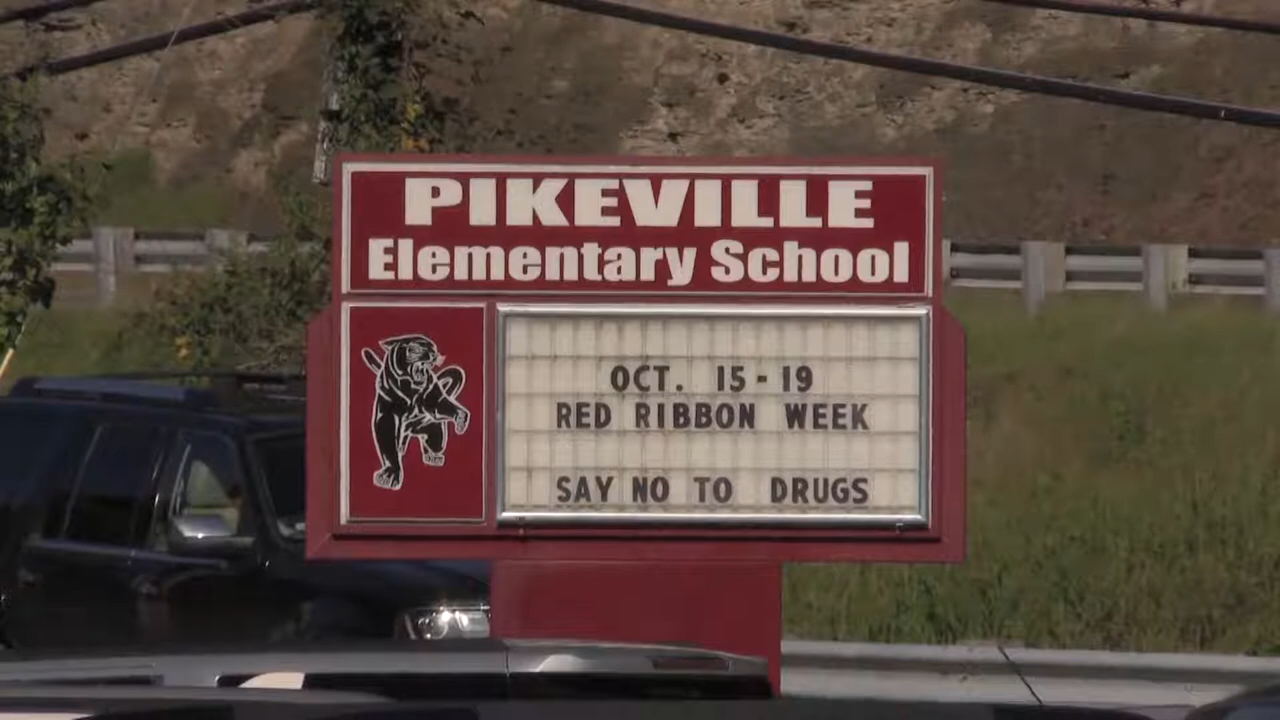 PIKEVILLE
Elementary School
OCT. 15-19
RED RIBBON WEEK
SAY NO TO DRUGS